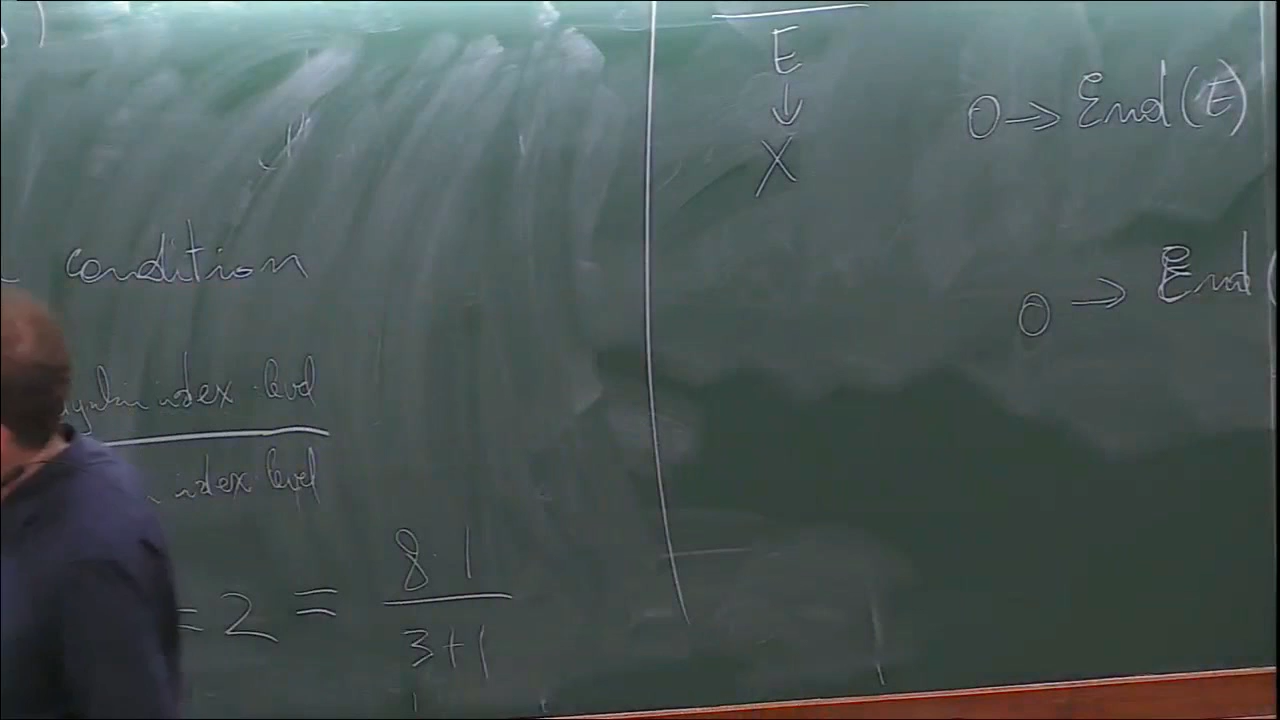 condition
index level
index level
= 2 = 8·1 / 3+1
E
↓
X
0 → End(E)
0 → End(